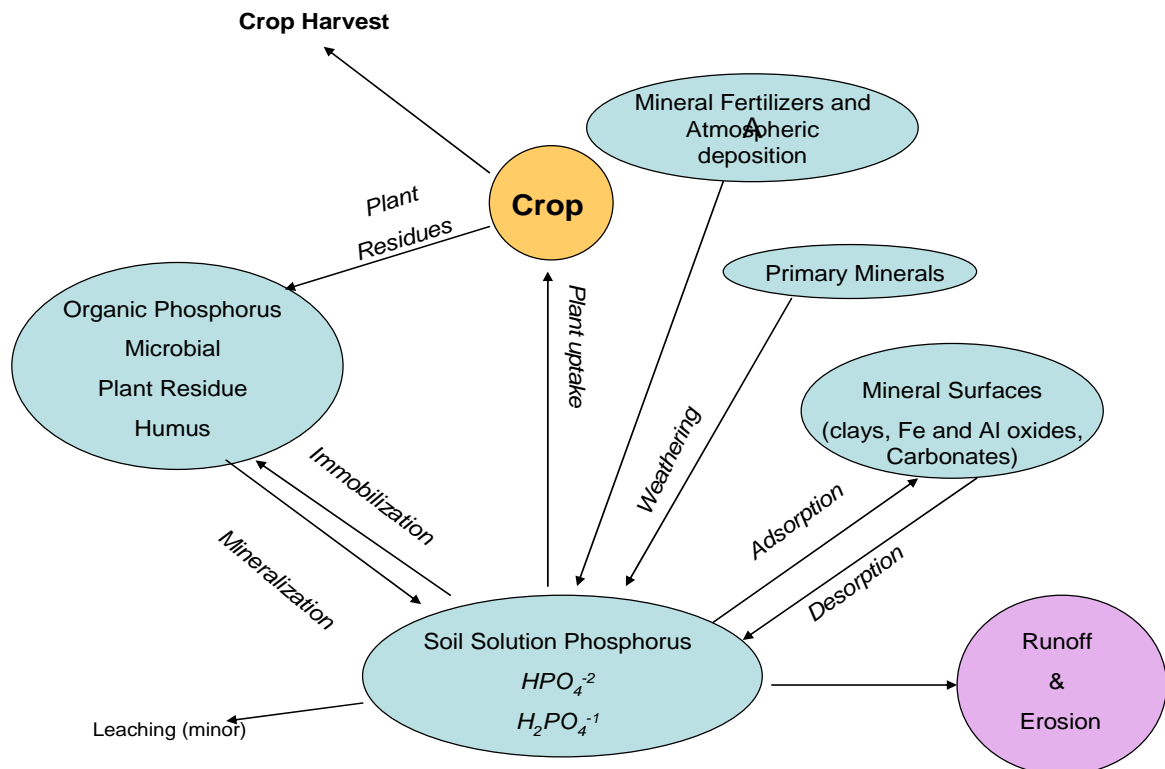 Crop Harvest
Mineral Fertilizers and
A
Atmospheric
deposition
Crop
Plant
Residues
Primary Minerals
Organic Phosphorus
Microbial
Plant Residue
Humus
Plant uptake
Mineral Surfaces
(clays, Fe and Al oxides,
Carbonates)
Weathering
Immobilization
Mineralization
Adsorption
Desorption
Soil Solution Phosphorus
HPO₄⁻²
H₂PO₄⁻¹
Runoff
&
Erosion
Leaching (minor)